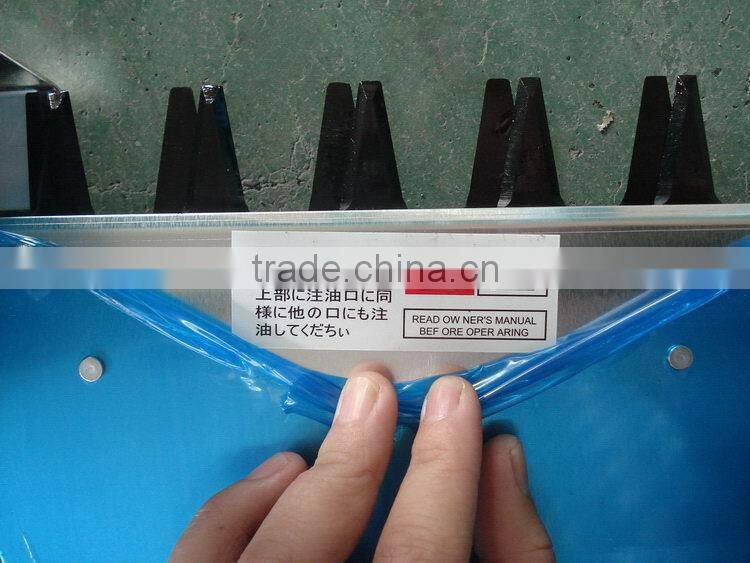 trade.china.cn
上部に注油口に同
様に他の口にも注
油してくだちぃ
READ OW NER'S MANUAL
BEF ORE OPER ARING